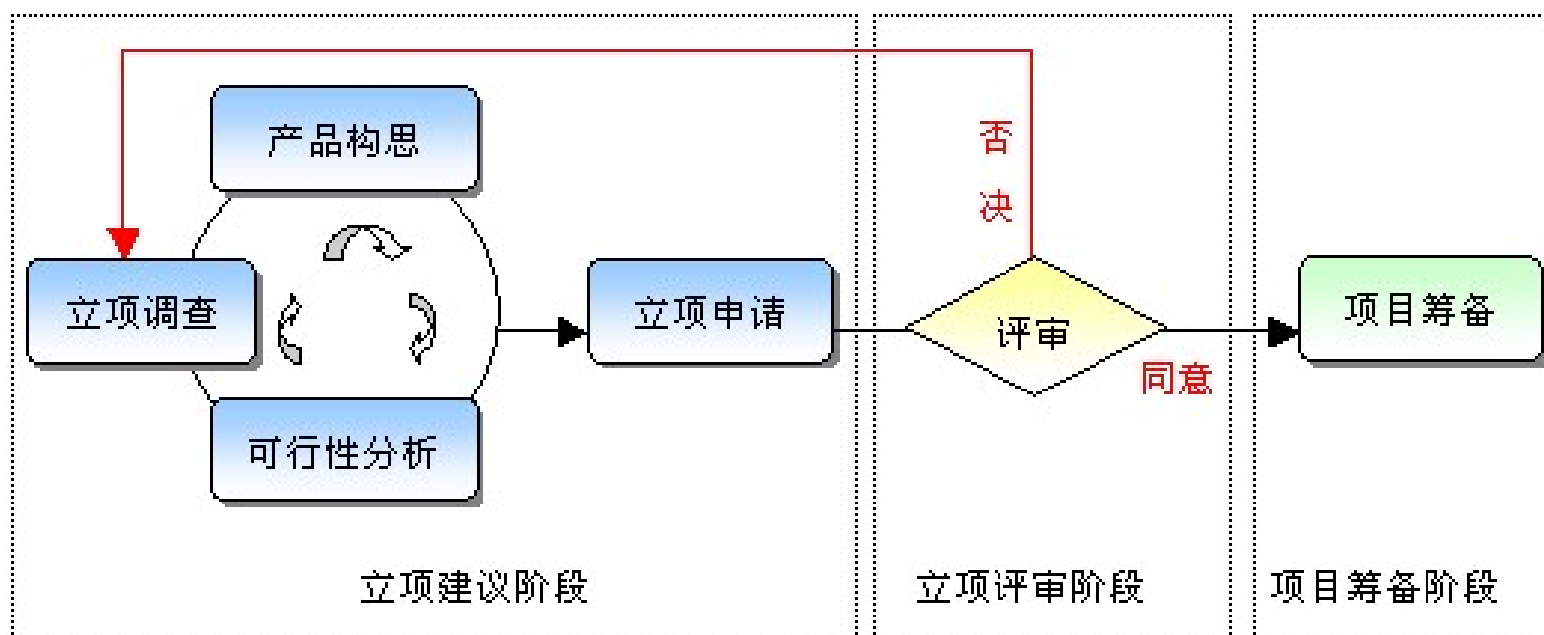 产品构思
否
决
立项调查
立项申请
评审
项目筹备
同意
可行性分析
立项建议阶段
立项评审阶段
项目筹备阶段